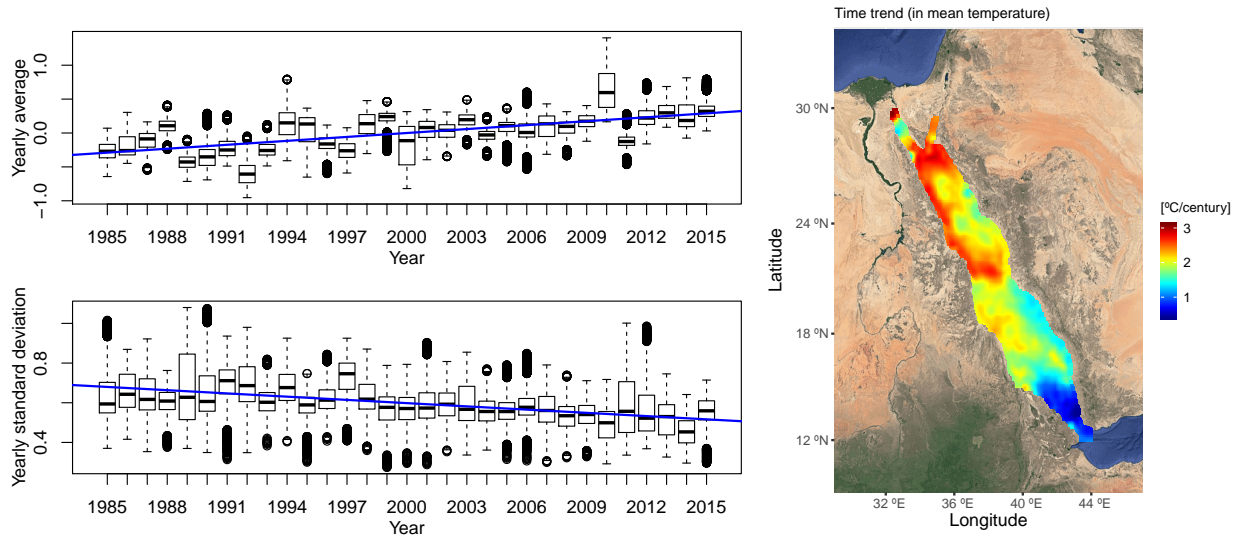 Yearly average
1.0
0.0
−1.0
1985 1988 1991 1994 1997 2000 2003 2006 2009 2012 2015
Year
Yearly standard deviation
0.8
0.4
1985 1988 1991 1994 1997 2000 2003 2006 2009 2012 2015
Year
Time trend (in mean temperature)
Latitude
30 ºN
24 ºN
18 ºN
12 ºN
32 ºE 36 ºE 40 ºE 44 ºE
Longitude
[ºC/century]
3
2
1